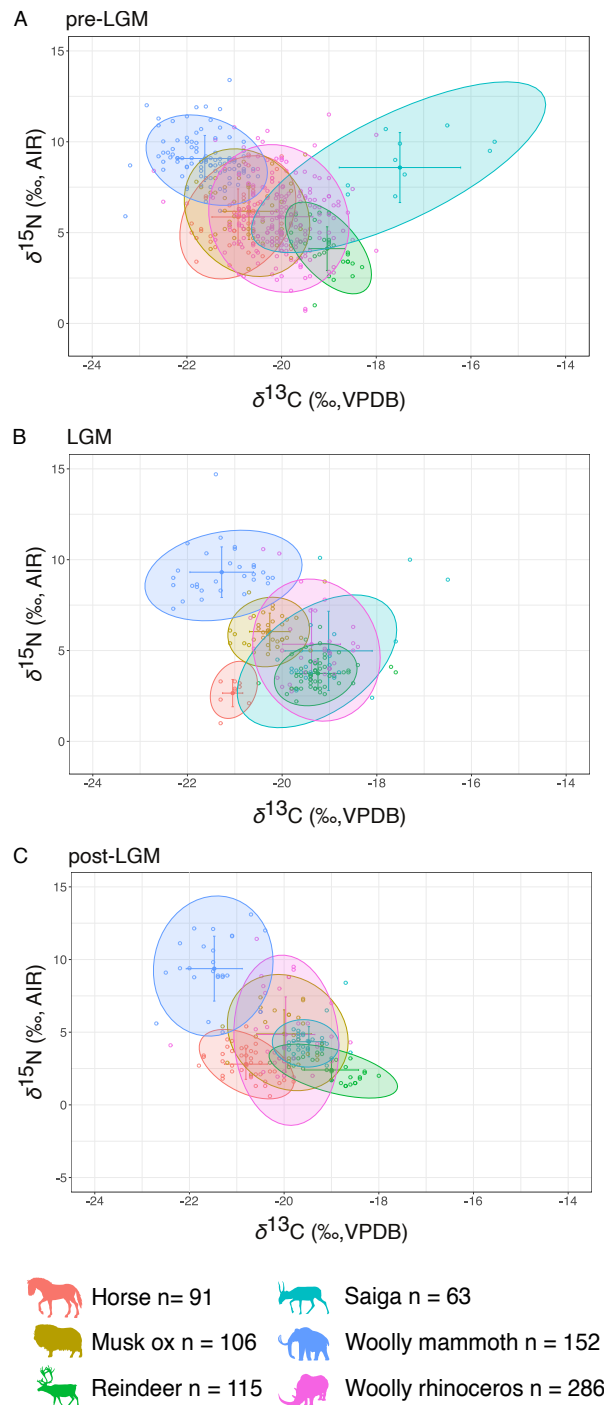 A pre-LGM
15
10
5
0
δ15N (‰, AIR)
-24 -22 -20 -18 -16 -14
δ13C (‰,VPDB)
B LGM
15
10
5
0
δ15N (‰, AIR)
-24 -22 -20 -18 -16 -14
δ13C (‰,VPDB)
C post-LGM
15
10
5
0
-5
δ15N (‰, AIR)
-24 -22 -20 -18 -16 -14
δ13C (‰,VPDB)
Horse n= 91 Saiga n = 63
Musk ox n = 106 Woolly mammoth n = 152
Reindeer n = 115 Woolly rhinoceros n = 286